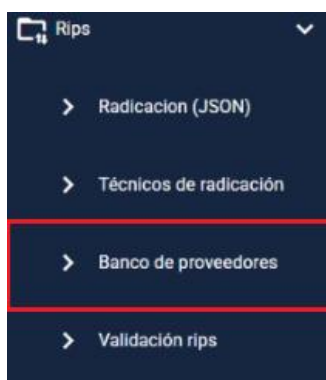 Rips
Radicacion (JSON)
Técnicos de radicación
Banco de proveedores
Validación rips